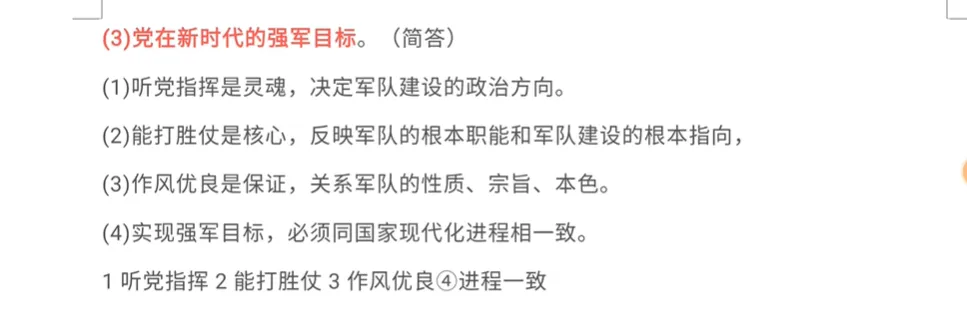 (3)党在新时代的强军目标。（简答）
(1)听党指挥是灵魂，决定军队建设的政治方向。
(2)能打胜仗是核心，反映军队的根本职能和军队建设的根本指向，
(3)作风优良是保证，关系军队的性质、宗旨、本色。
(4)实现强军目标，必须同国家现代化进程相一致。
1 听党指挥 2 能打胜仗 3 作风优良④进程一致